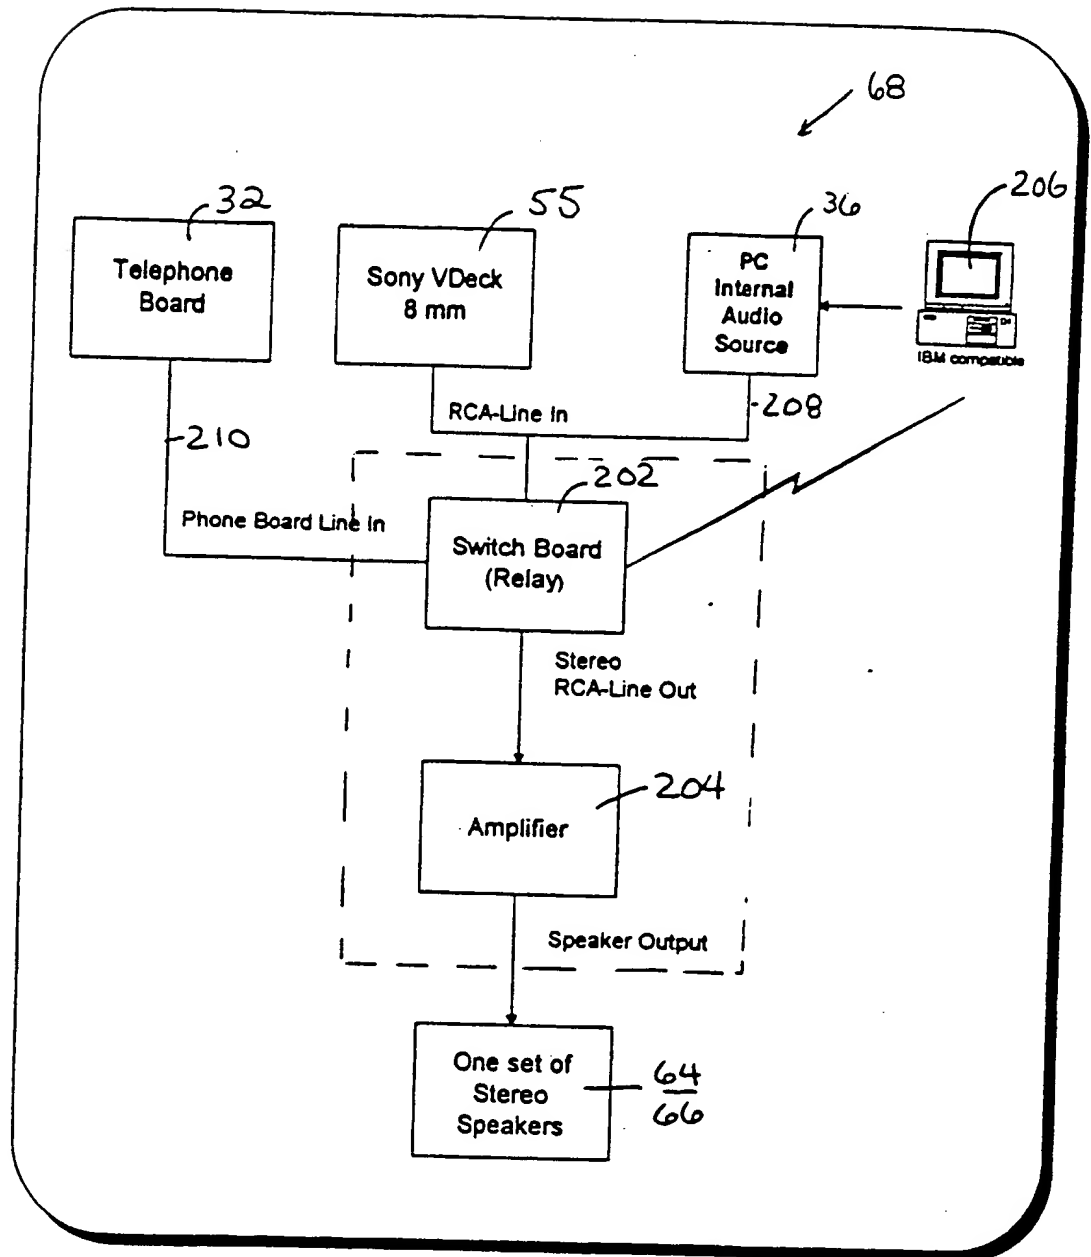 68
32
55
36
206
Telephone
Board
Sony VDeck
8 mm
PC
Internal
Audio
Source
IBM compatible
RCA-Line In
208
210
202
Phone Board Line In
Switch Board
(Relay)
Stereo
RCA-Line Out
204
Amplifier
Speaker Output
One set of
Stereo
Speakers
64
66